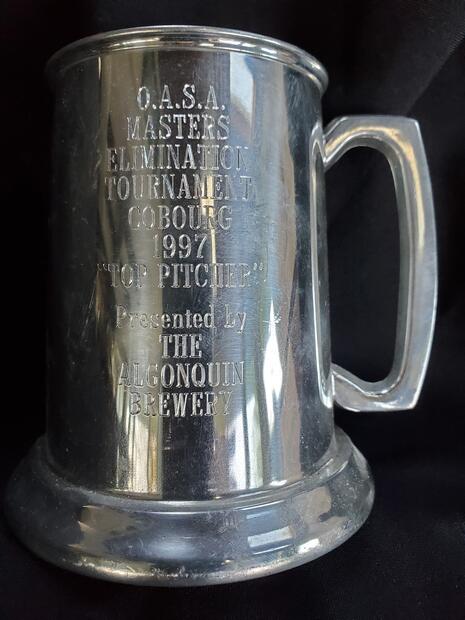 O.A.S.A.
MASTERS
ELIMINATION
TOURNAMENT
COBOURG
1997
"TOP PITCHER"
Presented by
THE
ALGONQUIN
BREWERY